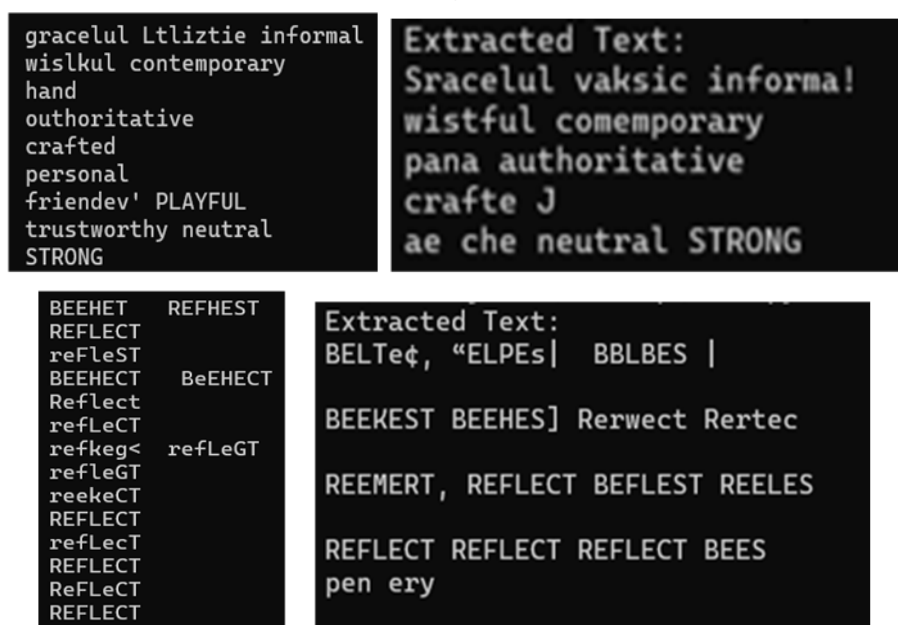 gracelul Ltliztie informal
wislkul contemporary
hand
outhoritative
crafted
personal
friendev' PLAYFUL
trustworthy neutral
STRONG
Extracted Text:
Sracelul vaksic informa!
wistful comemporary
pana authoritative
crafte J
ae che neutral STRONG
BEEHET REFHEST
REFLECT
reFleST
BEEHECT BeEHECT
Reflect
refLeCT
refkeg< refLeGT
refleGT
reekeCT
REFLECT
refLecT
REFLECT
ReFLeCT
REFLECT
Extracted Text:
BELTe¢, “ELPEs| BBLBES |
BEEKEST BEEHES] Rerwect Rertec
REEMERT, REFLECT BEFLEST REELES
REFLECT REFLECT REFLECT BEES
pen ery